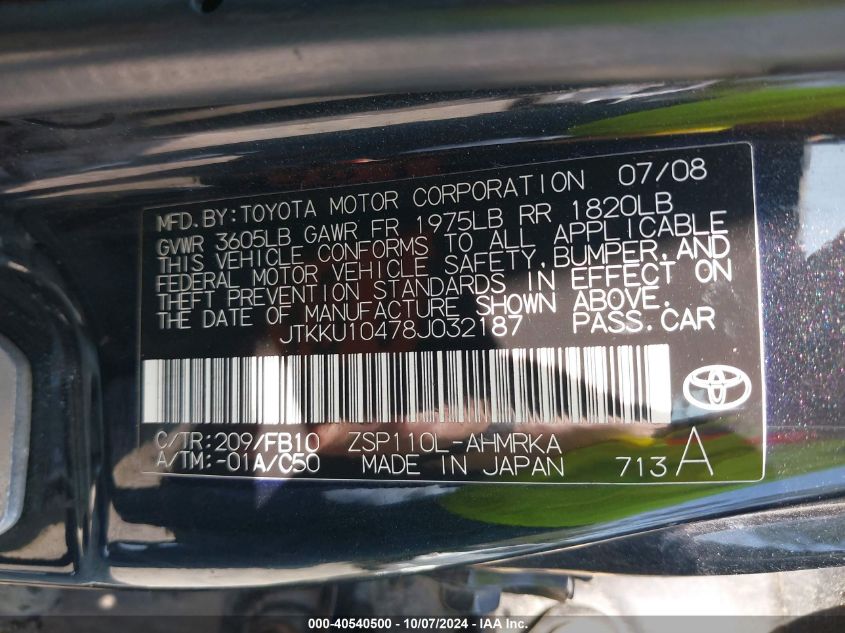 MFD.BY:TOYOTA MOTOR CORPORATION 07/08
GVWR 3605LB GAWR FR 1975LB RR 1820LB
THIS VEHICLE CONFORMS TO ALL APPLICABLE
FEDERAL MOTOR VEHICLE SAFETY,BUMPER,AND
THEFT PREVENTION STANDARDS IN EFFECT ON
THE DATE OF MANUFACTURE SHOWN ABOVE.
JTKKU10478J032187 PASS.CAR
C/TR:209/FB10 ZSP110L-AHMRKA
A/TM:-01A/C50 MADE IN JAPAN 713A
000-40540500 - 10/07/2024 - IAA Inc.